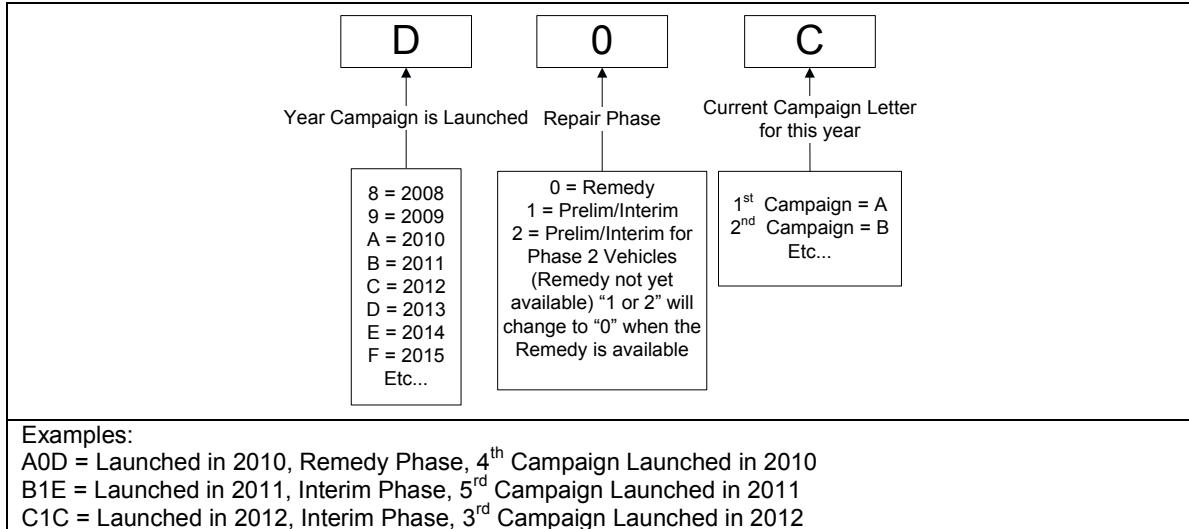 D
0
C
Year Campaign is Launched
Repair Phase
Current Campaign Letter
for this year
8 = 2008
9 = 2009
A = 2010
B = 2011
C = 2012
D = 2013
E = 2014
F = 2015
Etc...
0 = Remedy
1 = Prelim/Interim
2 = Prelim/Interim for
Phase 2 Vehicles
(Remedy not yet
available) “1 or 2” will
change to “0” when the
Remedy is available
1st Campaign = A
2nd Campaign = B
Etc...
Examples:
A0D = Launched in 2010, Remedy Phase, 4th Campaign Launched in 2010
B1E = Launched in 2011, Interim Phase, 5rd Campaign Launched in 2011
C1C = Launched in 2012, Interim Phase, 3rd Campaign Launched in 2012